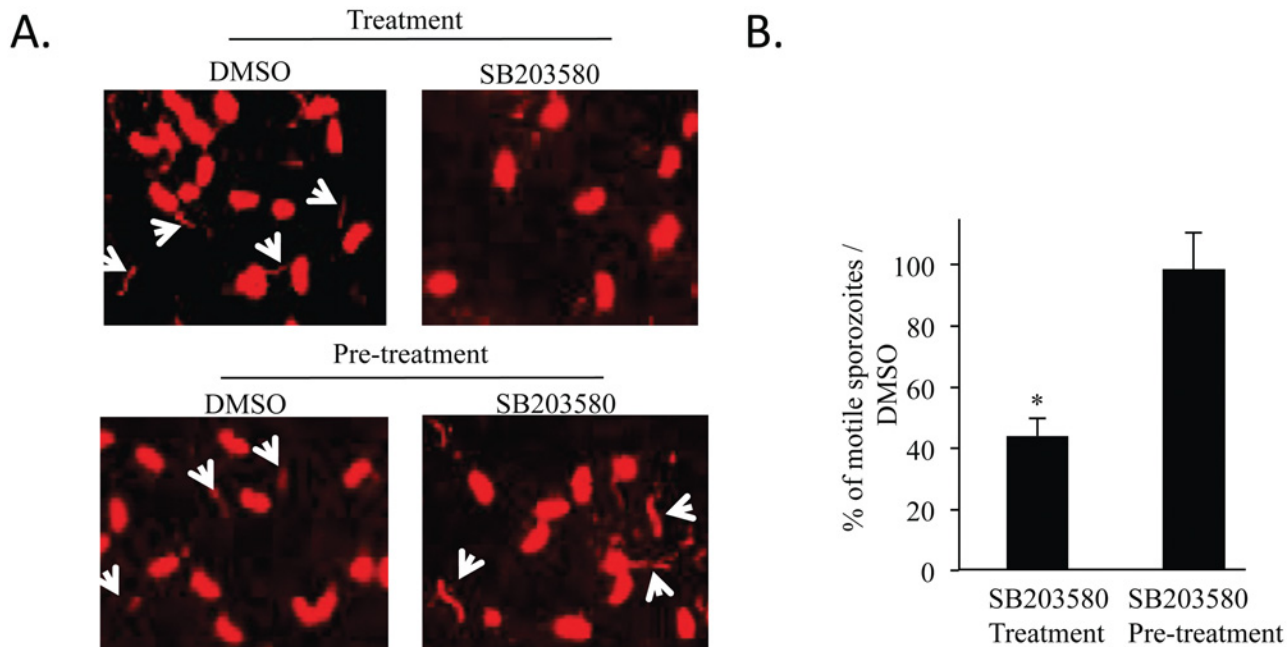 A.
Treatment
DMSO
SB203580
Pre-treatment
DMSO
SB203580
B.
% of motile sporozoites /
DMSO
100
80
60
40
20
0
*
SB203580
Treatment
SB203580
Pre-treatment